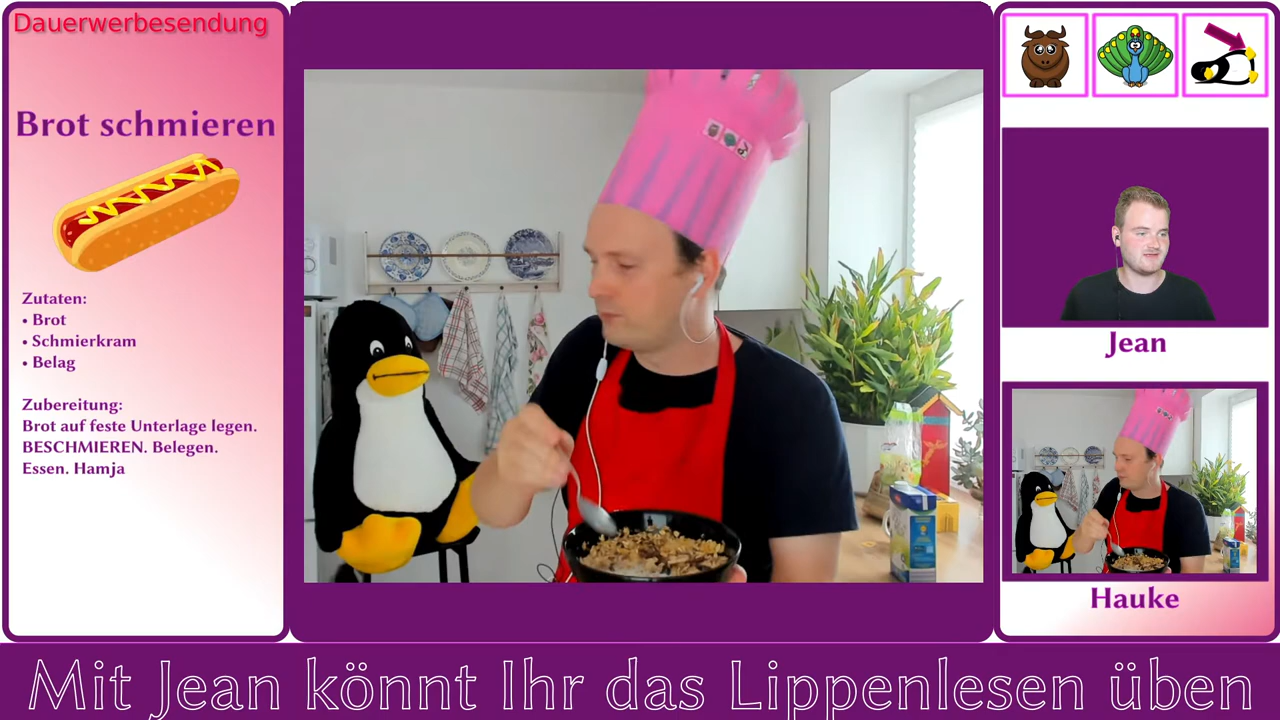 Dauerwerbesendung
Brot schmieren
Zutaten:
• Brot
• Schmierkram
• Belag
Zubereitung:
Brot auf feste Unterlage legen.
BESCHMIEREN. Belegen.
Essen. Hamja
Jean
Hauke
Mit Jean könnt Ihr das Lippenlesen üben